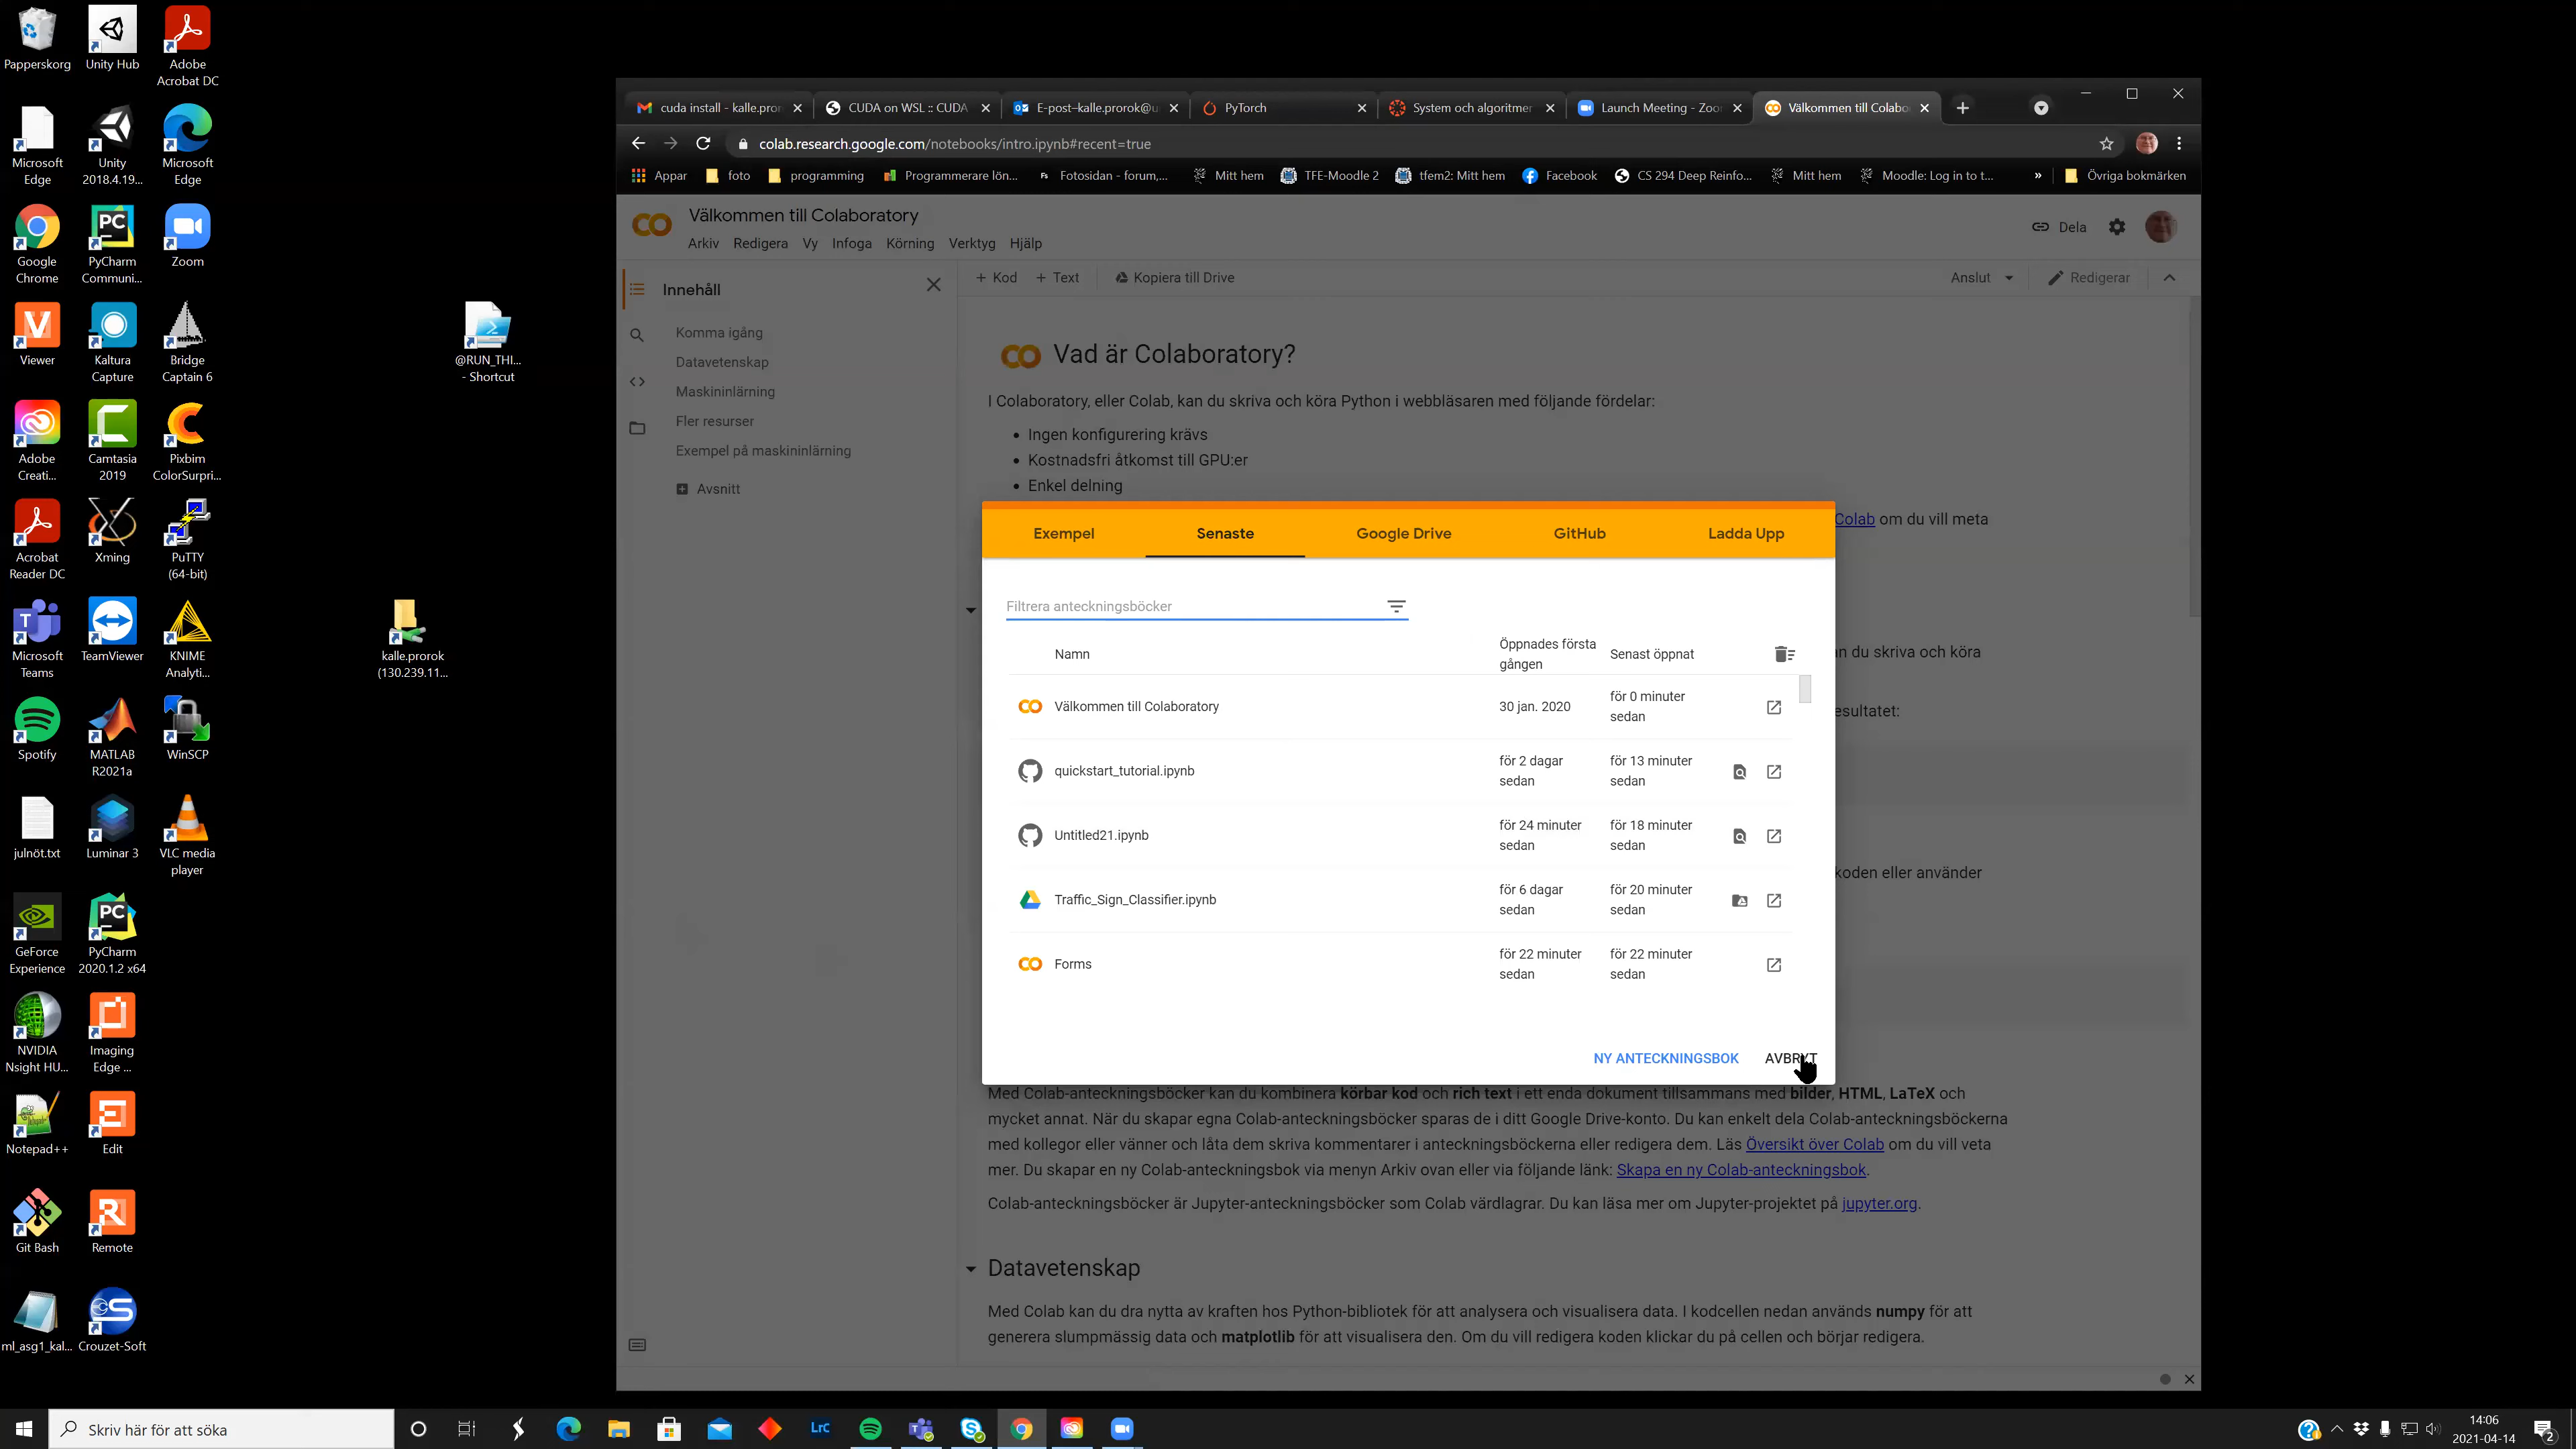 Papperskorg
Unity Hub
Adobe
Acrobat DC
Microsoft
Edge
Unity
2018.4.19...
Microsoft
Edge
Google
Chrome
PyCharm
Communi...
Zoom
Viewer
Kaltura
Capture
Bridge
Captain 6
@RUN_THI...
- Shortcut
Adobe
Creati...
Camtasia
2019
Pixbim
ColorSurpri...
Acrobat
Reader DC
Xming
PuTTY
(64-bit)
Microsoft
Teams
TeamViewer
KNIME
Analyti...
kalle.prorok
(130.239.11...
Spotify
MATLAB
R2021a
WinSCP
julnöt.txt
Luminar 3
VLC media
player
GeForce
Experience
PyCharm
2020.1.2 x64
NVIDIA
Nsight HU...
Imaging
Edge ...
Notepad++
Edit
Git Bash
Remote
ml_asg1_kal...
Crouzet-Soft
cuda install - kalle.pror
CUDA on WSL :: CUDA
E-post–kalle.prorok@u
PyTorch
System och algoritmer
Launch Meeting - Zoo
Välkommen till Colabo
colab.research.google.com/notebooks/intro.ipynb#recent=true
Appar
foto
programming
Programmerare lön...
Fs
Fotosidan - forum,...
Mitt hem
TFE-Moodle 2
tfem2: Mitt hem
Facebook
CS 294 Deep Reinfo...
Mitt hem
Moodle: Log in to t...
»
Övriga bokmärken
Välkommen till Colaboratory
Arkiv Redigera Vy Infoga Körning Verktyg Hjälp
Dela
Innehåll
Komma igång
Datavetenskap
Maskininlärning
Fler resurser
Exempel på maskininlärning
Avsnitt
+ Kod + Text Kopiera till Drive
Anslut
Redigerar
Vad är Colaboratory?
I Colaboratory, eller Colab, kan du skriva och köra Python i webbläsaren med följande fördelar:
• Ingen konfigurering krävs
• Kostnadsfri åtkomst till GPU:er
• Enkel delning
Colab om du vill meta
n du skriva och köra
esultatet:
koden eller använder
Exempel Senaste Google Drive GitHub Ladda Upp
Filtrera anteckningsböcker
Namn
Öppnades första
gången
Senast öppnat
Välkommen till Colaboratory
30 jan. 2020
för 0 minuter
sedan
quickstart_tutorial.ipynb
för 2 dagar
sedan
för 13 minuter
sedan
Untitled21.ipynb
för 24 minuter
sedan
för 18 minuter
sedan
Traffic_Sign_Classifier.ipynb
för 6 dagar
sedan
för 20 minuter
sedan
Forms
för 22 minuter
sedan
för 22 minuter
sedan
NY ANTECKNINGSBOK AVBRYT
Med Colab-anteckningsböcker kan du kombinera körbar kod och rich text i ett enda dokument tillsammans med bilder, HTML, LaTeX och
mycket annat. När du skapar egna Colab-anteckningsböcker sparas de i ditt Google Drive-konto. Du kan enkelt dela Colab-anteckningsböckerna
med kollegor eller vänner och låta dem skriva kommentarer i anteckningsböckerna eller redigera dem. Läs Översikt över Colab om du vill veta
mer. Du skapar en ny Colab-anteckningsbok via menyn Arkiv ovan eller via följande länk: Skapa en ny Colab-anteckningsbok.
Colab-anteckningsböcker är Jupyter-anteckningsböcker som Colab värdlagrar. Du kan läsa mer om Jupyter-projektet på jupyter.org.
Datavetenskap
Med Colab kan du dra nytta av kraften hos Python-bibliotek för att analysera och visualisera data. I kodcellen nedan används numpy för att
generera slumpmässig data och matplotlib för att visualisera den. Om du vill redigera koden klickar du på cellen och börjar redigera.
Skriv här för att söka
LrC
14:06
2021-04-14
2